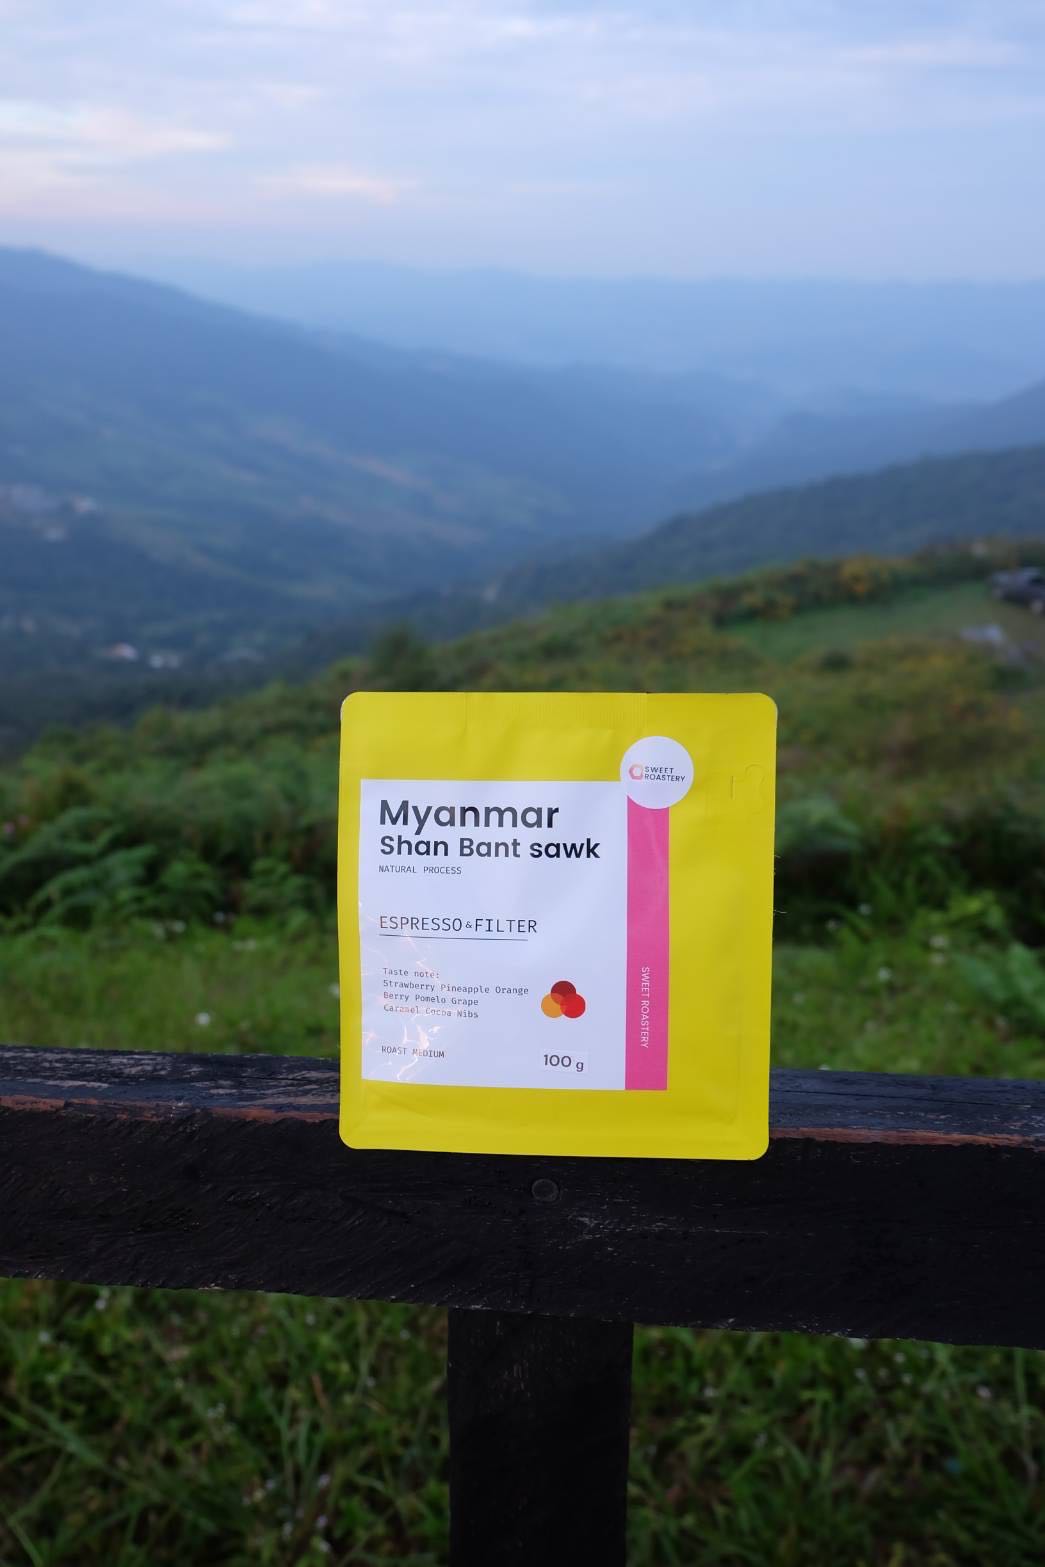 SWEET
ROASTERY
Myanmar
Shan Bant sawk
NATURAL PROCESS
ESPRESSO & FILTER
Taste note:
Strawberry Pineapple Orange
Berry Pomelo Grape
Caramel Cocoa Nibs
ROAST MEDIUM
100 g
SWEET ROASTERY